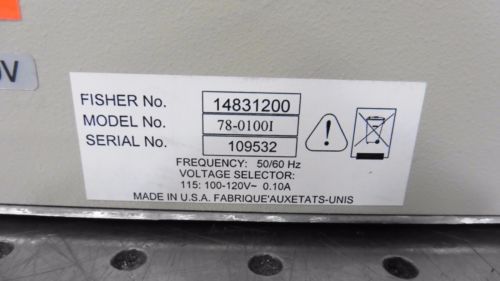 0V
FISHER No. 14831200
MODEL No. 78-0100I
SERIAL No. 109532
FREQUENCY: 50/60 Hz
VOLTAGE SELECTOR:
115: 100-120V~ 0.10A
MADE IN U.S.A. FABRIQUE'AUXETATS-UNIS